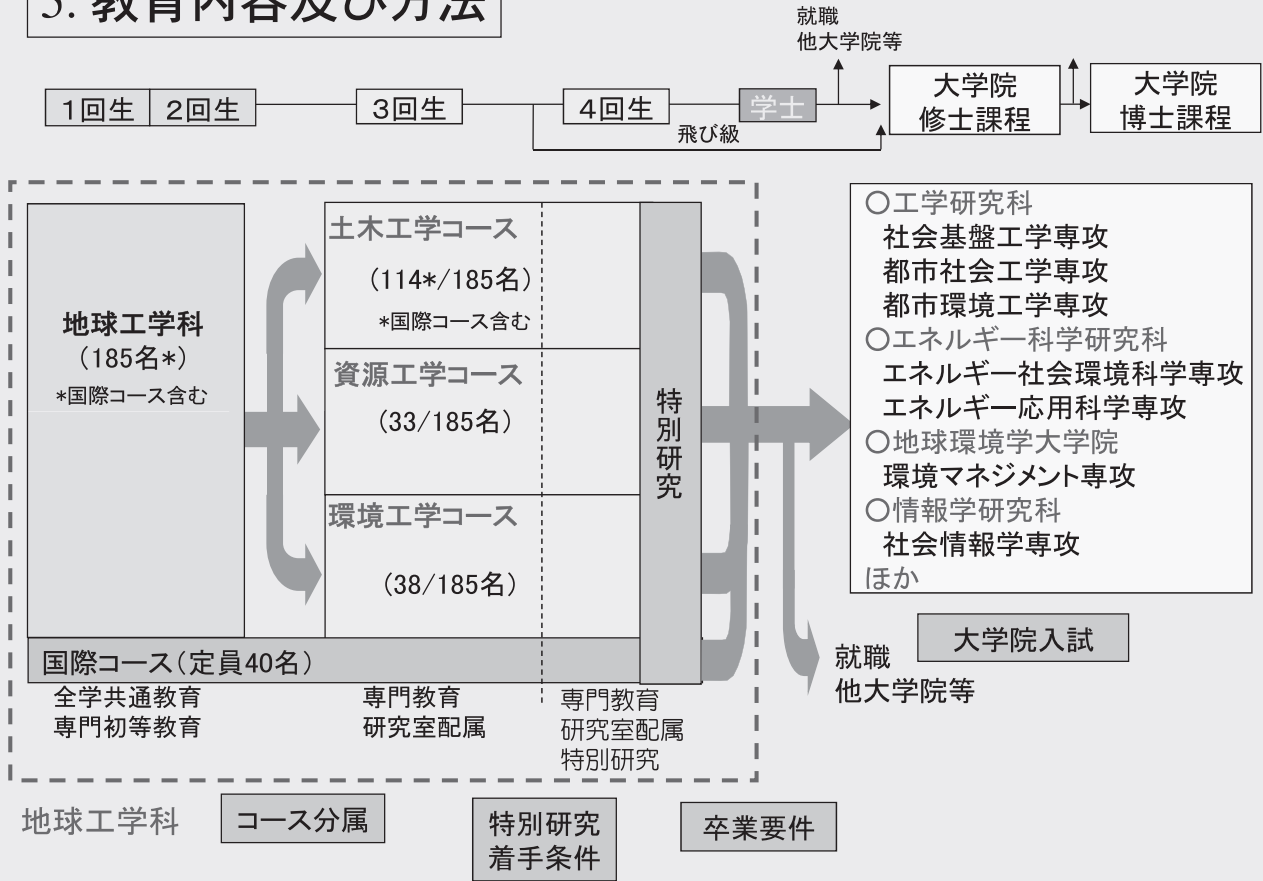 3. 教育内容及び方法
就職
他大学院等
1回生
2回生
3回生
4回生
学士
飛び級
大学院
修士課程
大学院
博士課程
地球工学科
(185名*)
*国際コース含む
土木工学コース
(114*/185名)
*国際コース含む
資源工学コース
(33/185名)
環境工学コース
(38/185名)
特別研究
国際コース(定員40名)
全学共通教育
専門初等教育
専門教育
研究室配属
専門教育
研究室配属
特別研究
○工学研究科
社会基盤工学専攻
都市社会工学専攻
都市環境工学専攻
○エネルギー科学研究科
エネルギー社会環境科学専攻
エネルギー応用科学専攻
○地球環境学大学院
環境マネジメント専攻
○情報学研究科
社会情報学専攻
ほか
就職
他大学院等
大学院入試
地球工学科
コース分属
特別研究
着手条件
卒業要件